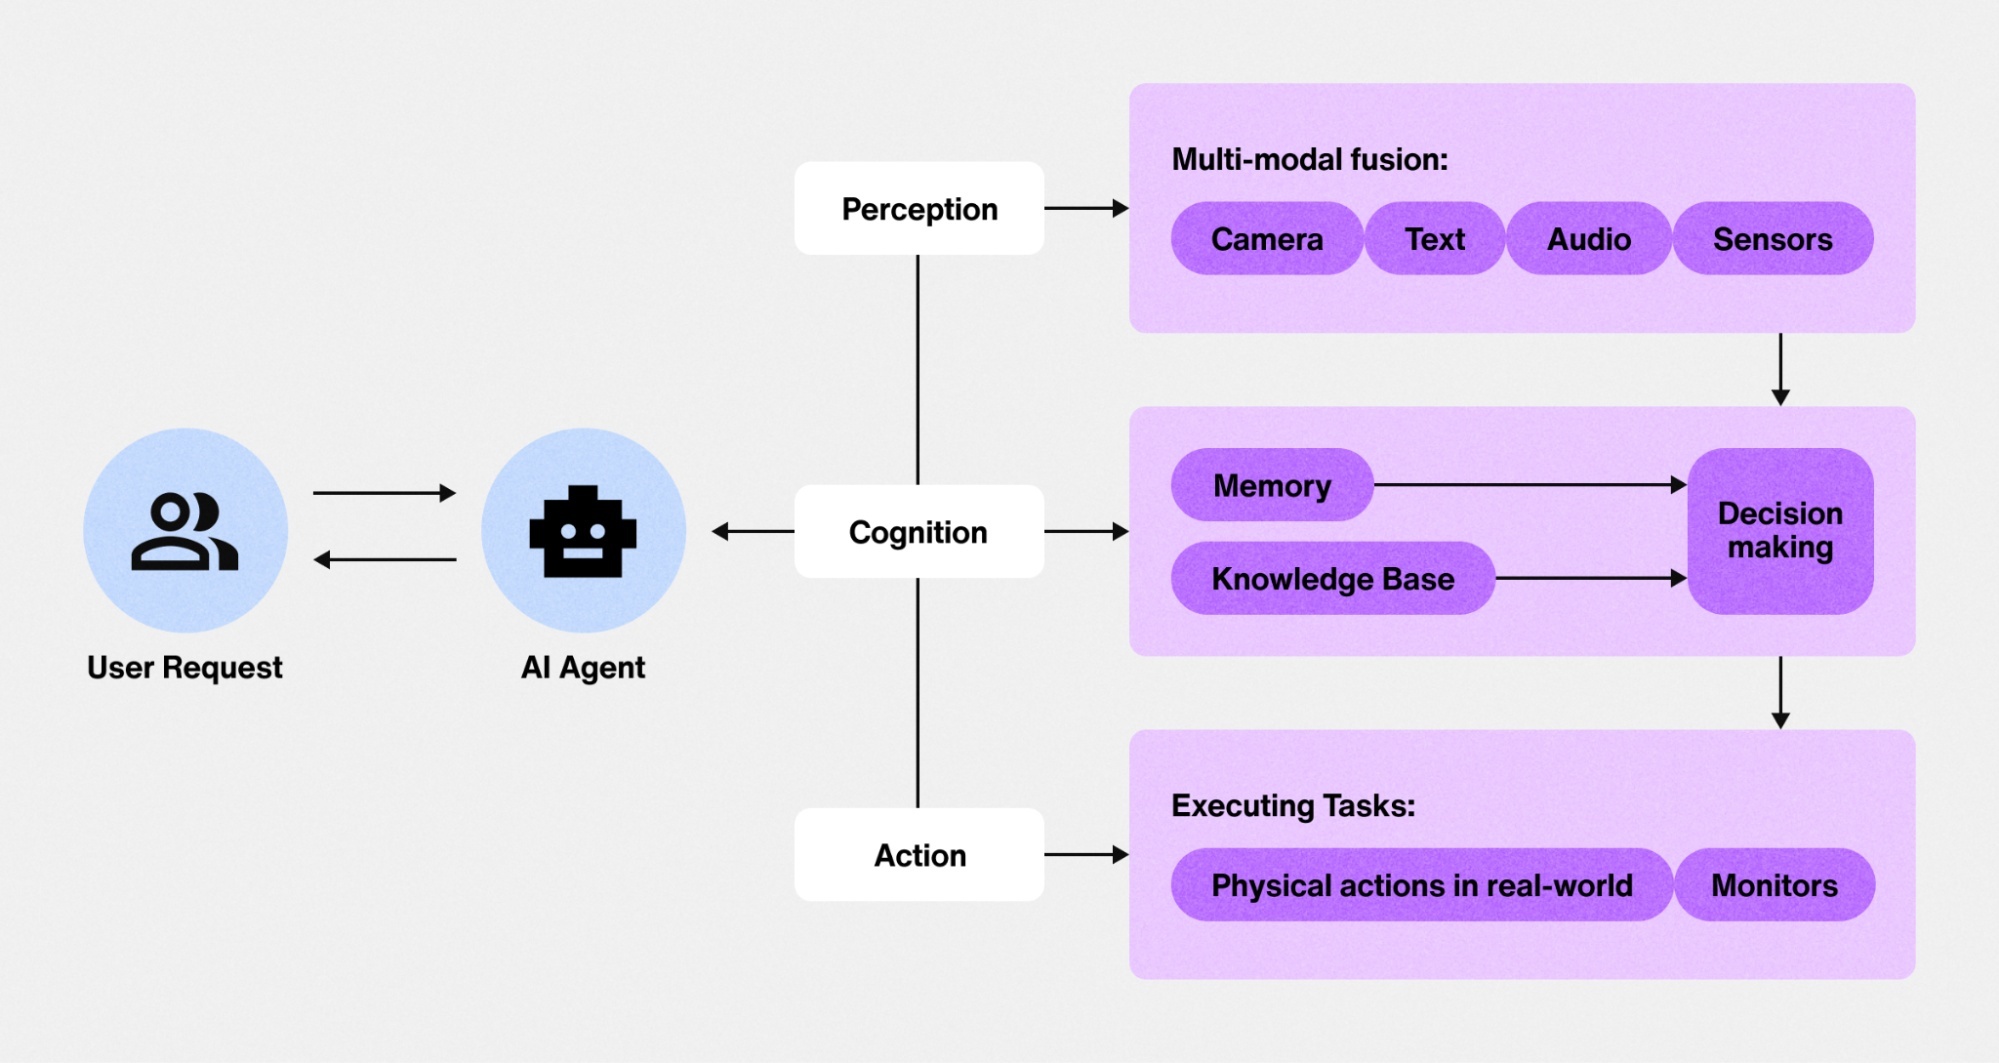 Multi-modal fusion:
Perception
Camera
Text
Audio
Sensors
Memory
Decision
making
Cognition
Knowledge Base
User Request
AI Agent
Executing Tasks:
Action
Physical actions in real-world
Monitors